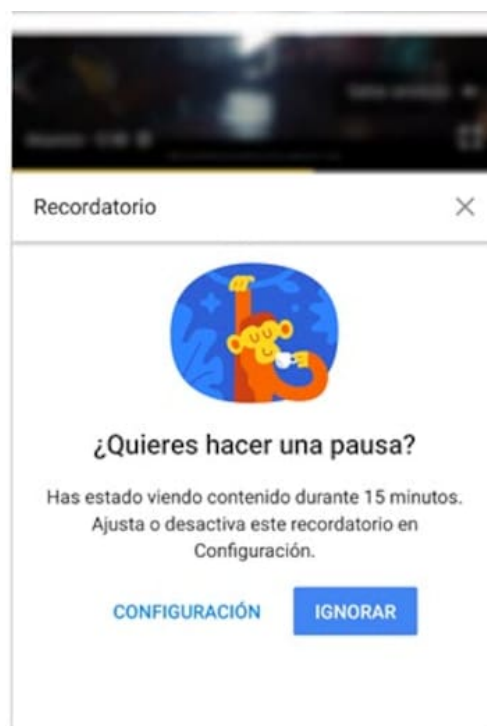 Recordatorio
¿Quieres hacer una pausa?
Has estado viendo contenido durante 15 minutos.
Ajusta o desactiva este recordatorio en
Configuración.
CONFIGURACIÓN IGNORAR